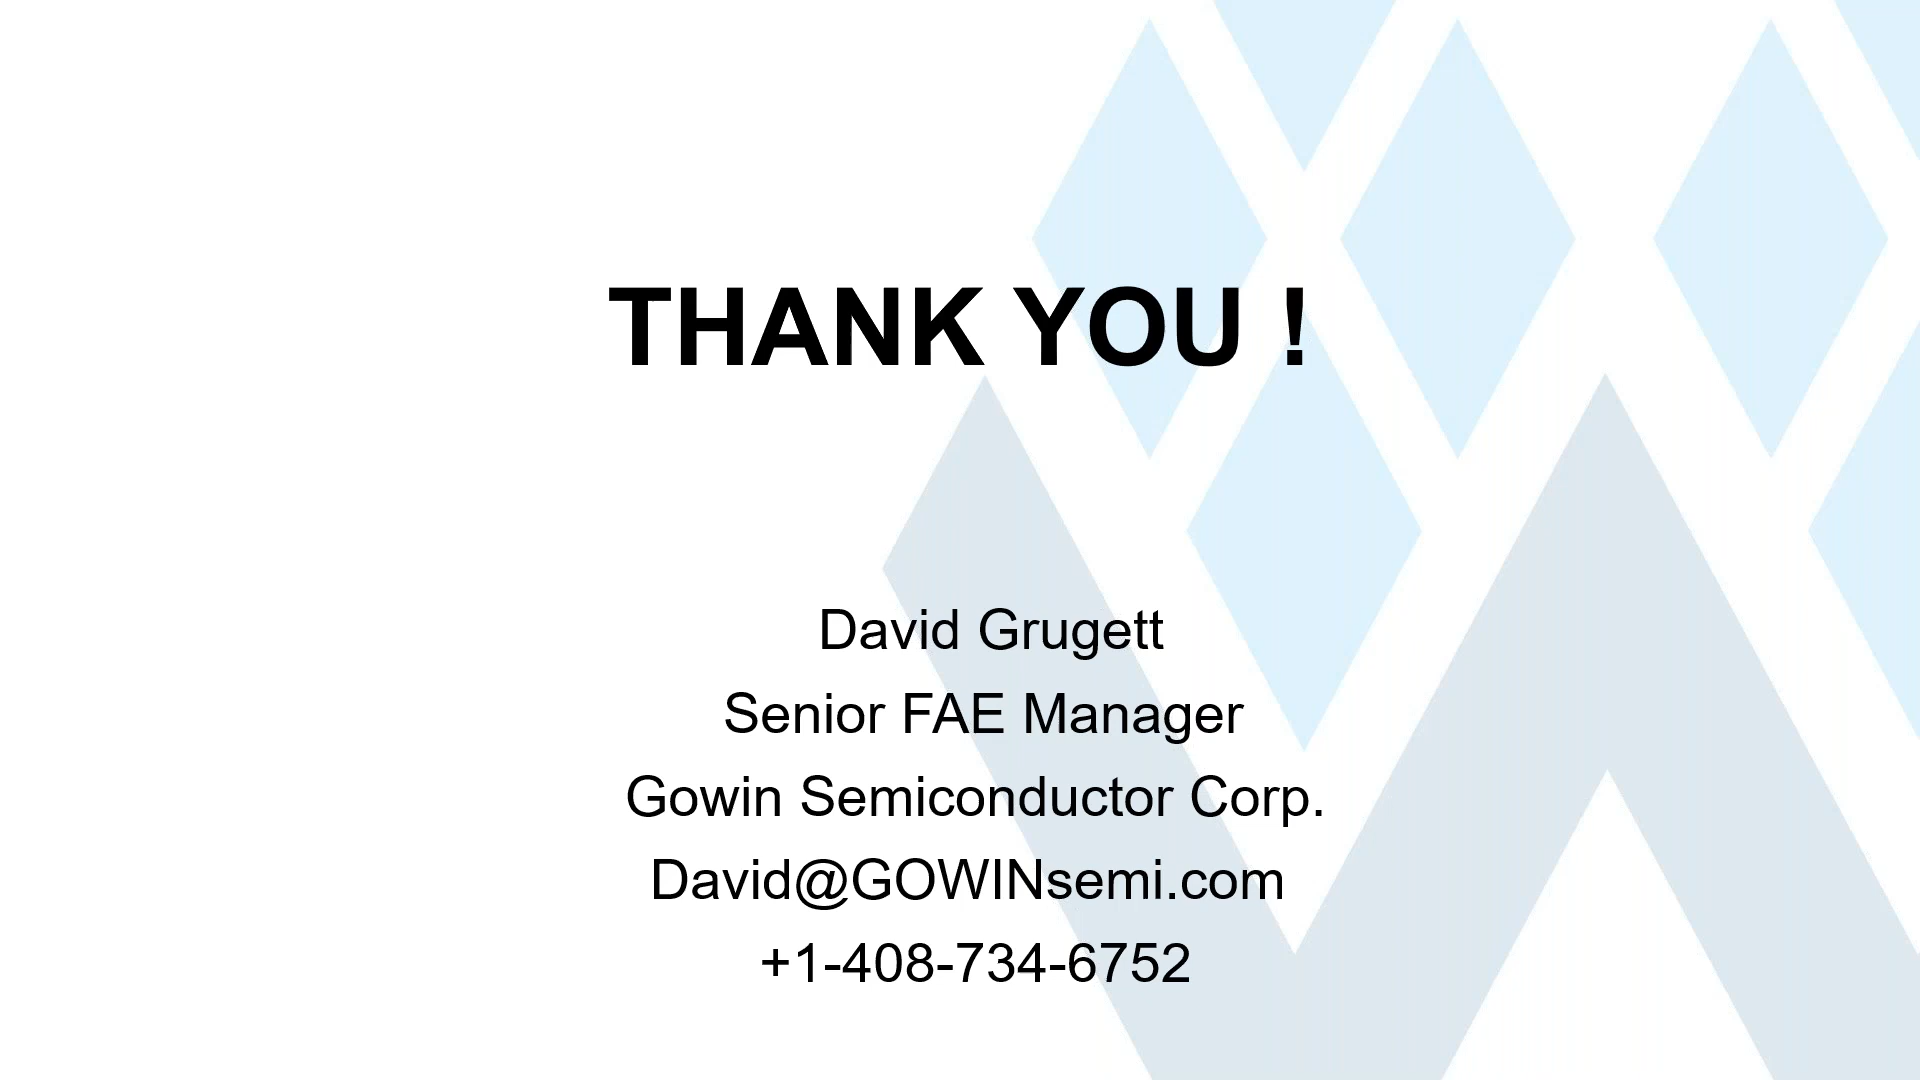 THANK YOU !
David Grugett
Senior FAE Manager
Gowin Semiconductor Corp.
David@GOWINsemi.com
+1-408-734-6752